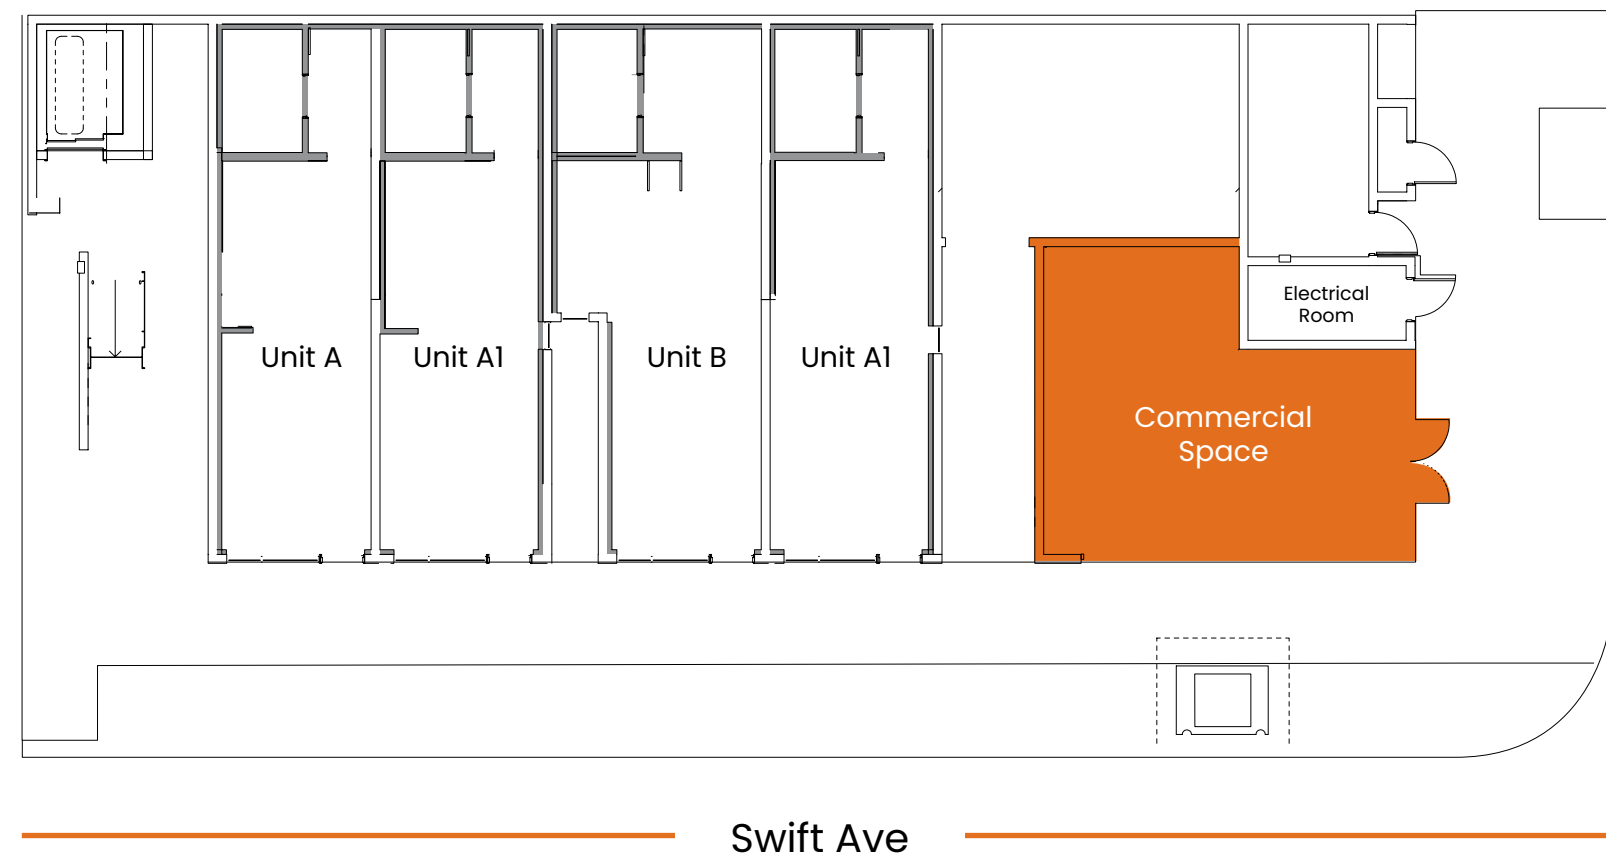 Electrical
Room
Unit A
Unit A1
Unit B
Unit A1
Commercial
Space
Swift Ave